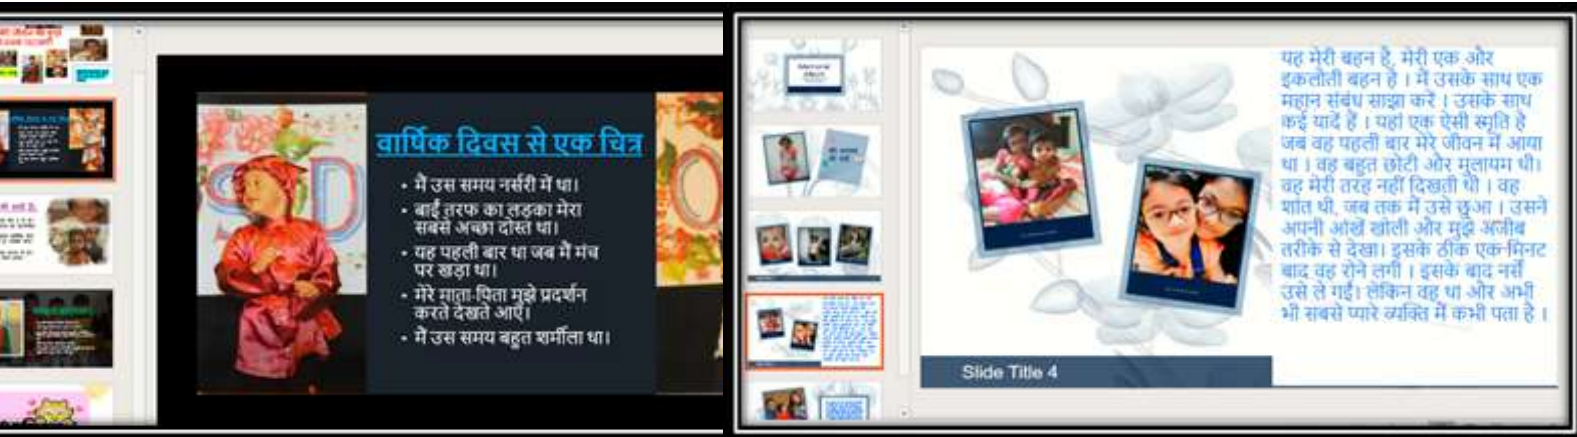 वार्षिक दिवस से एक चित्र
• मैं उस समय नर्सरी में था।
• बाईं तरफ का लड़का मेरा
सबसे अच्छा दोस्त था।
• यह पहली बार था जब मैं मंच
पर खड़ा था।
• मेरे माता-पिता मुझे प्रदर्शन
करते देखते आएं।
• मैं उस समय बहुत शर्मीला था।
यह मेरी बहन है, मेरी एक और
इकलौती बहन है । मैं उसके साथ एक
महान संबंध साझा करें । उसके साथ
कई यादें हैं । यहां एक ऐसी स्मृति है
जब वह पहली बार मेरे जीवन में आया
था । वह बहुत छोटी और मुलायम थी।
वह मेरी तरह नहीं दिखती थी । वह
शांत थी, जब तक मैं उसे छुआ । उसने
अपनी आँखें खोली और मुझे अजीब
तरीके से देखा। इसके ठीक एक-मिनट
बाद वह रोने लगी । इसके बाद नर्स
उसे ले गई। लेकिन वह था और अभी
भी सबसे प्यारे व्यक्ति में कभी पता है ।
Slide Title 4